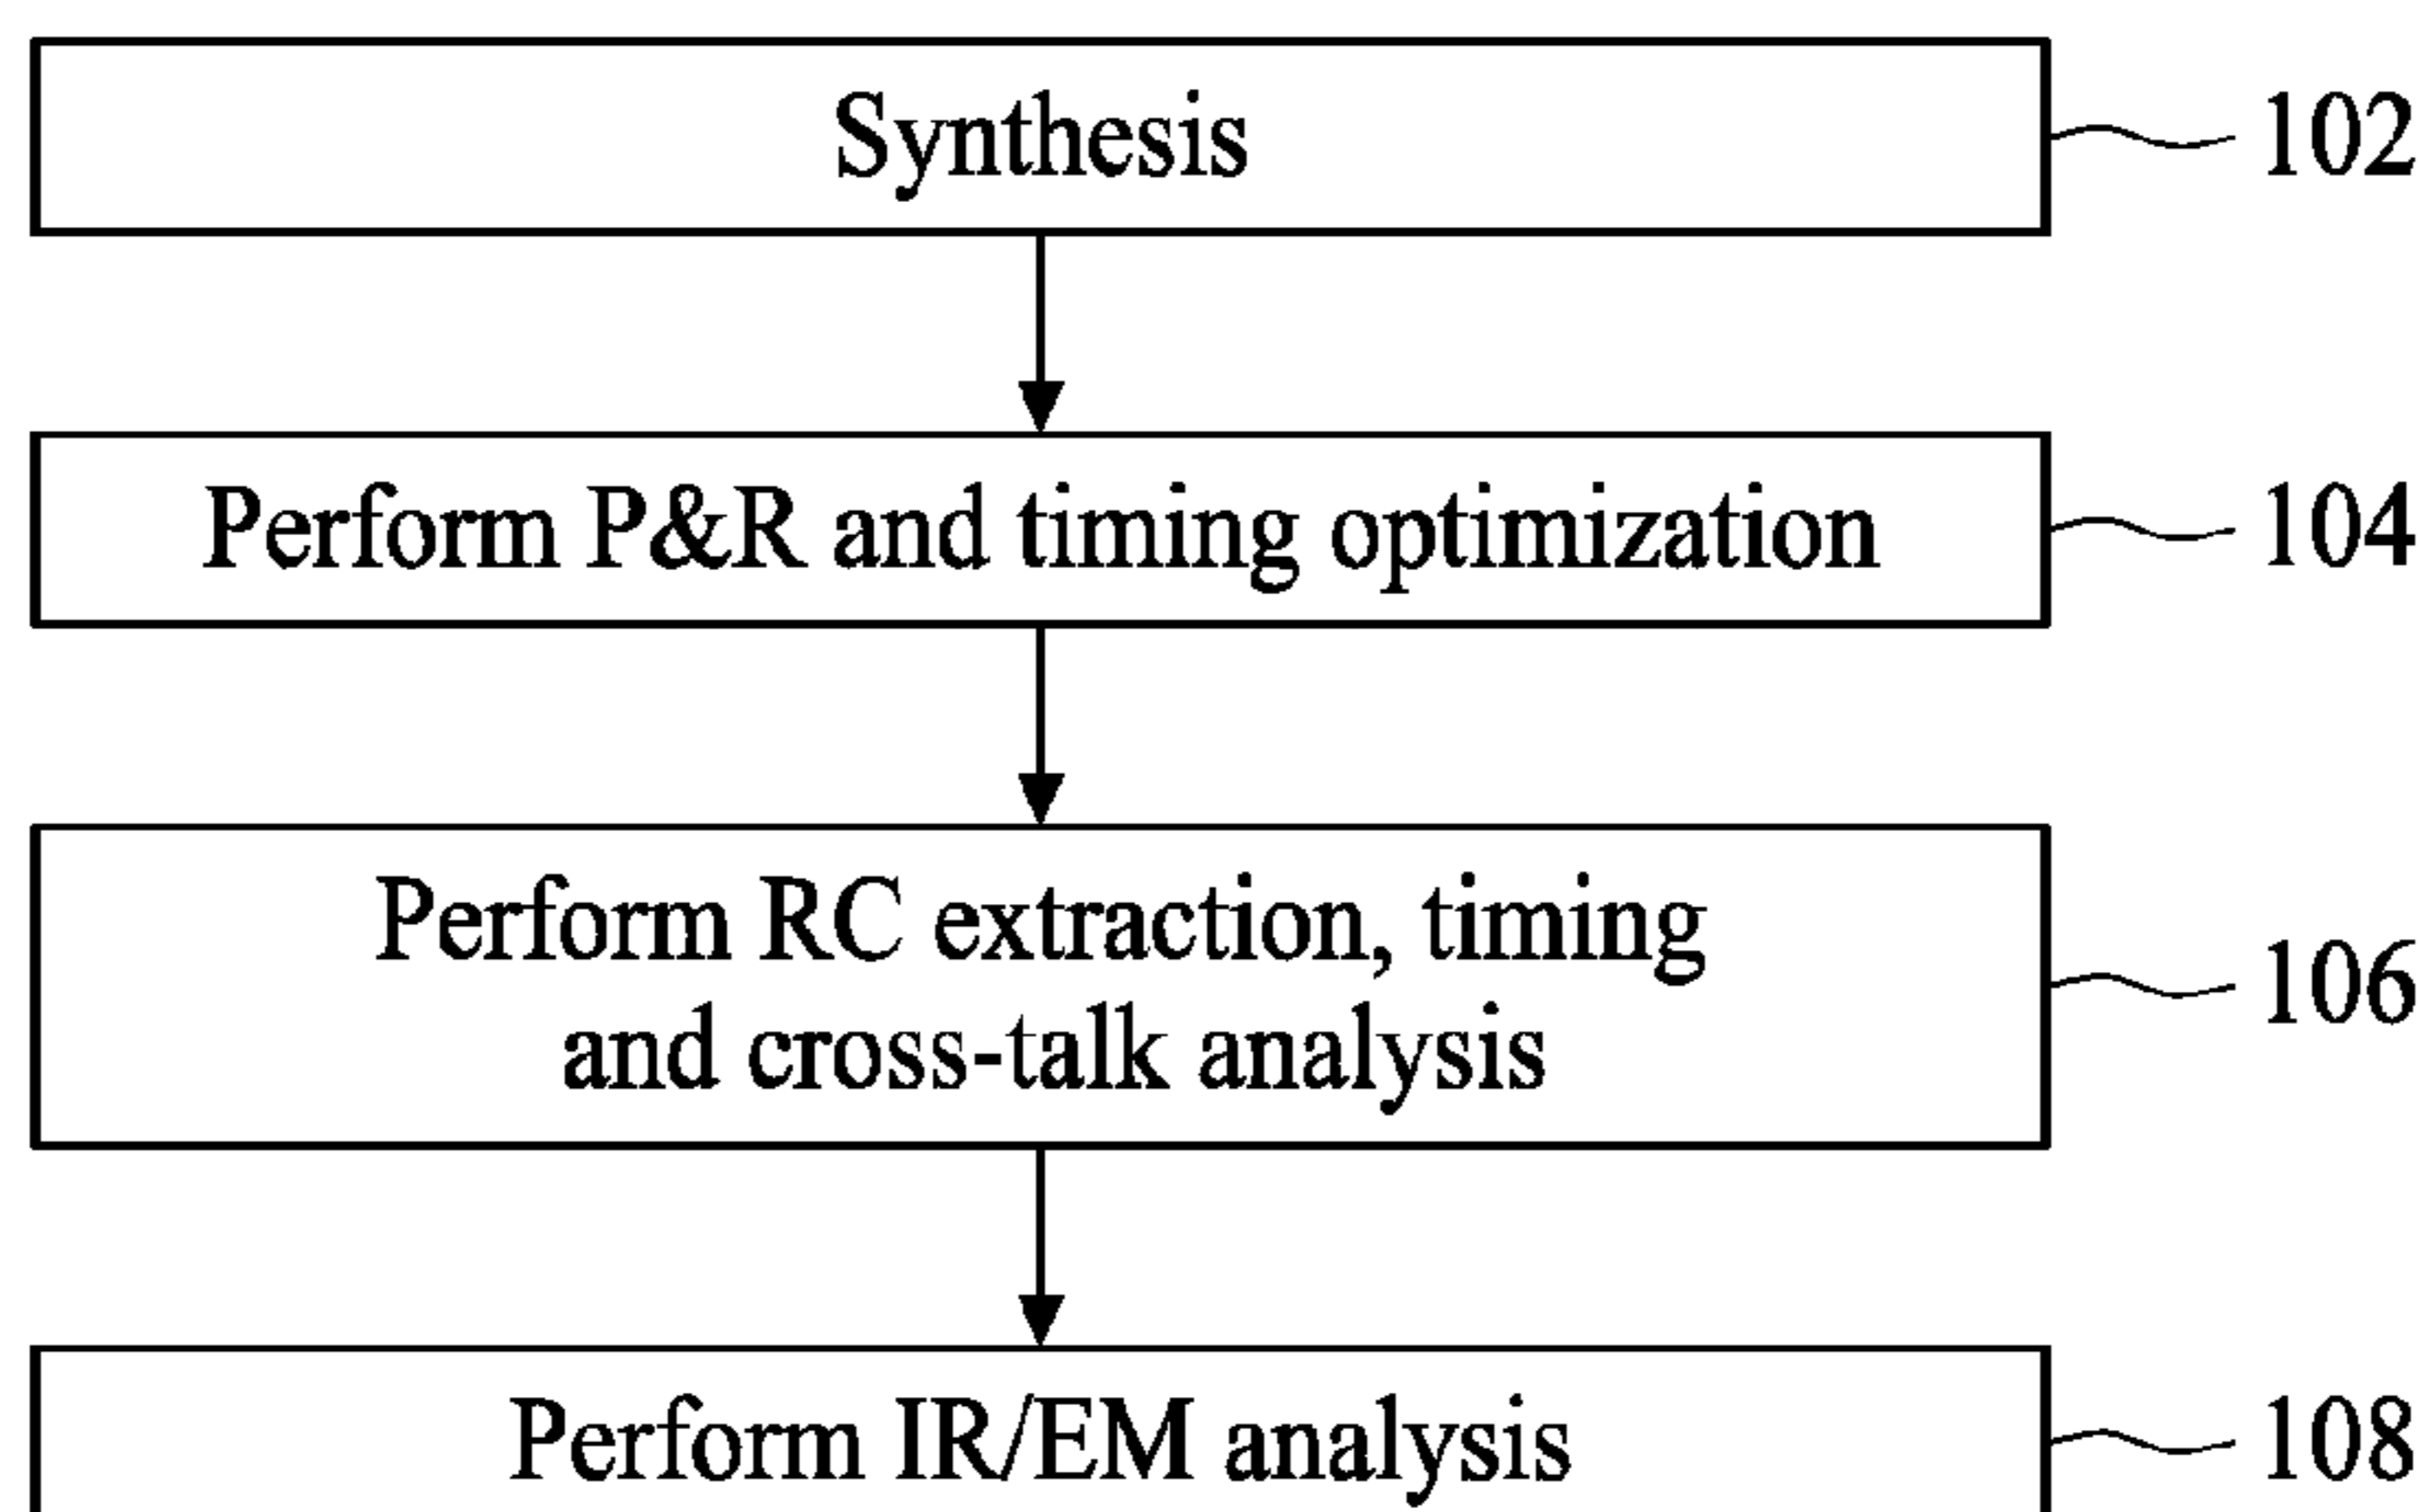 Synthesis
102
Perform P&R and timing optimization
104
Perform RC extraction, timing
and cross-talk analysis
106
Perform IR/EM analysis
108